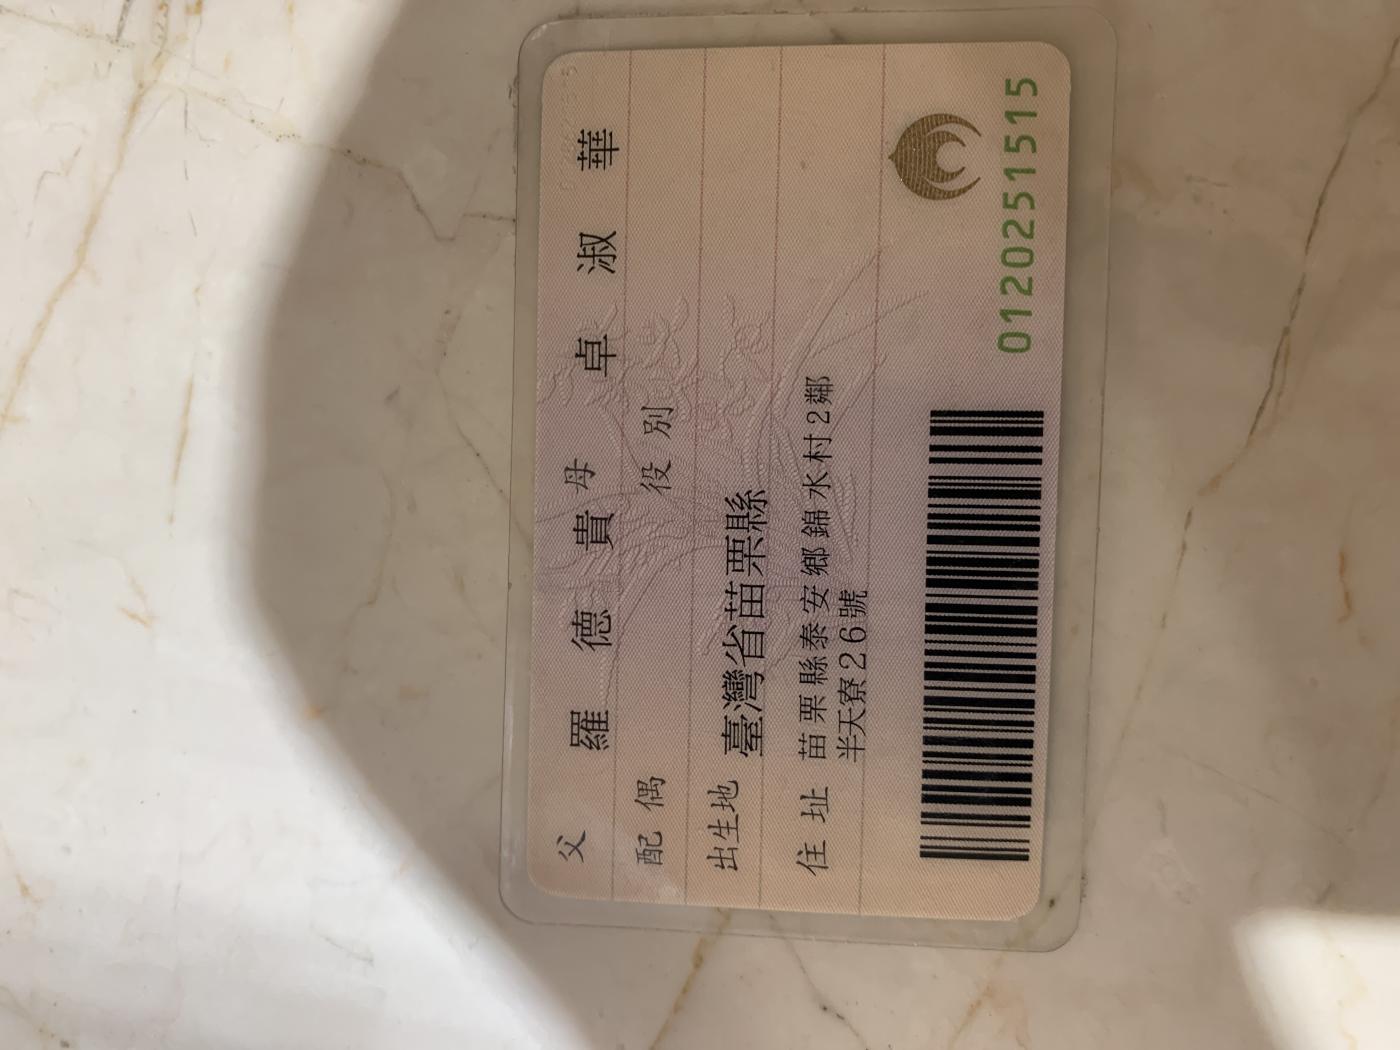 父 羅德貴 母 卓淑華
配偶 役別
出生地 臺灣省苗栗縣
住址 苗栗縣泰安鄉錦水村2鄰
半天寮26號
0120251515